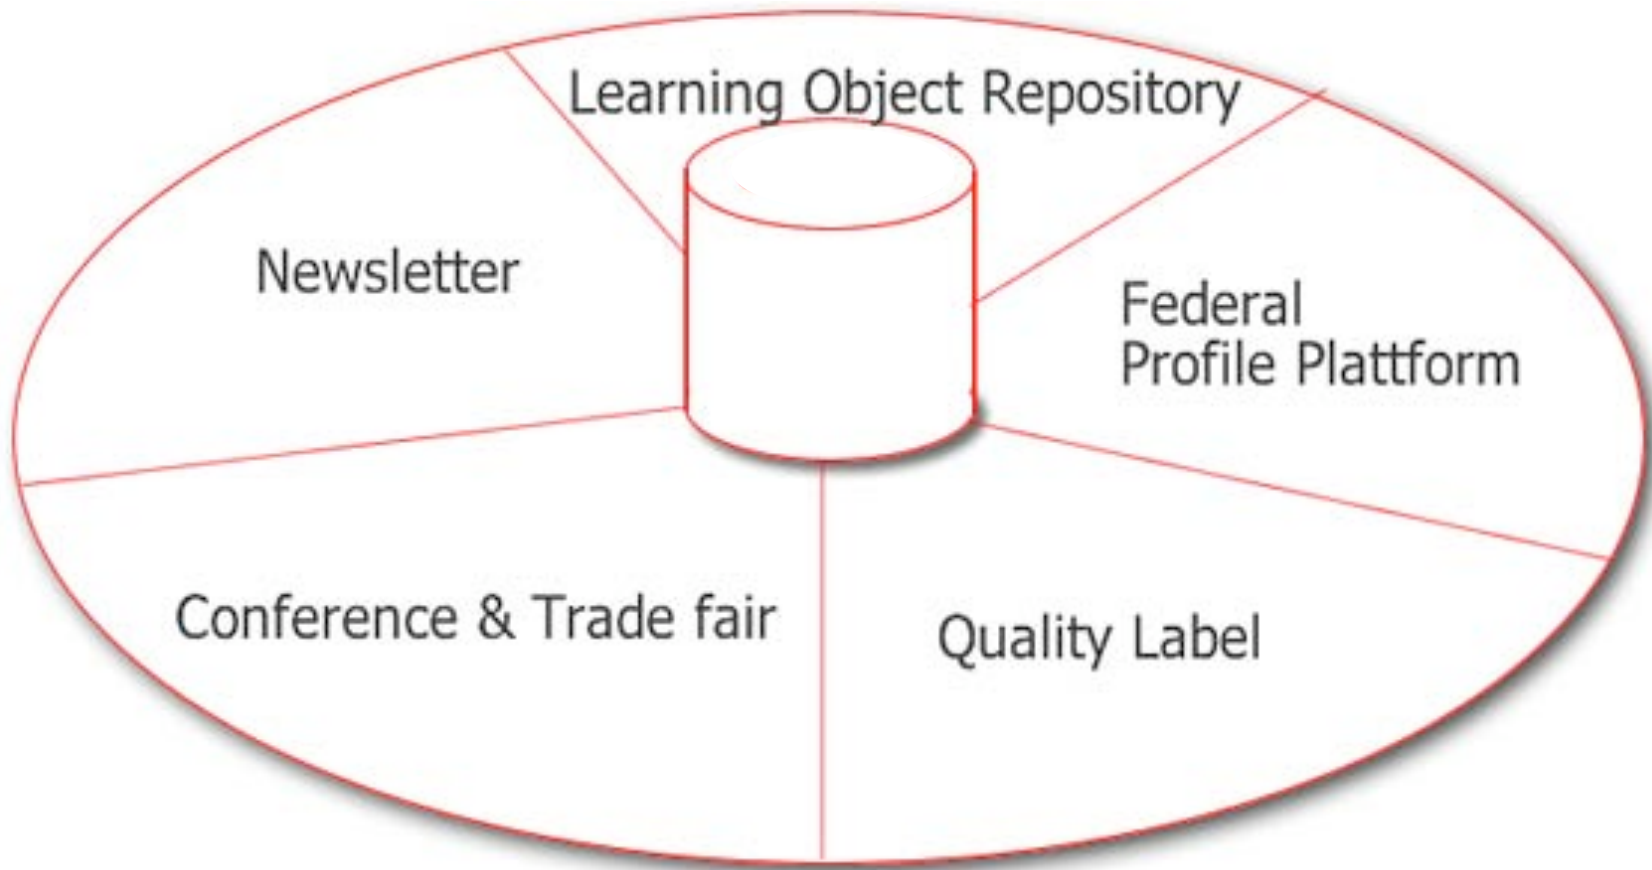 Learning Object Repository
Newsletter
Federal
Profile Plattform
Conference & Trade fair
Quality Label